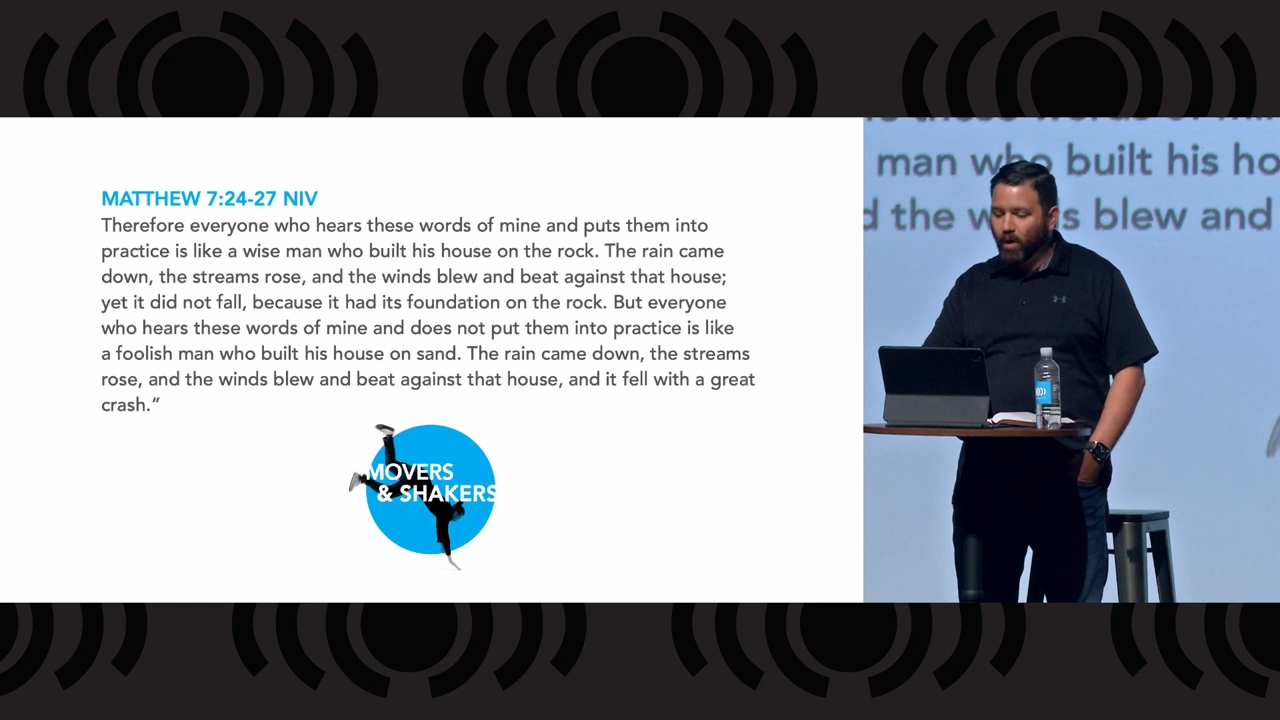 MATTHEW 7:24-27 NIV
Therefore everyone who hears these words of mine and puts them into
practice is like a wise man who built his house on the rock. The rain came
down, the streams rose, and the winds blew and beat against that house;
yet it did not fall, because it had its foundation on the rock. But everyone
who hears these words of mine and does not put them into practice is like
a foolish man who built his house on sand. The rain came down, the streams
rose, and the winds blew and beat against that house, and it fell with a great
crash.”
MOVERS
& SHAKERS
man who built his
the blew and